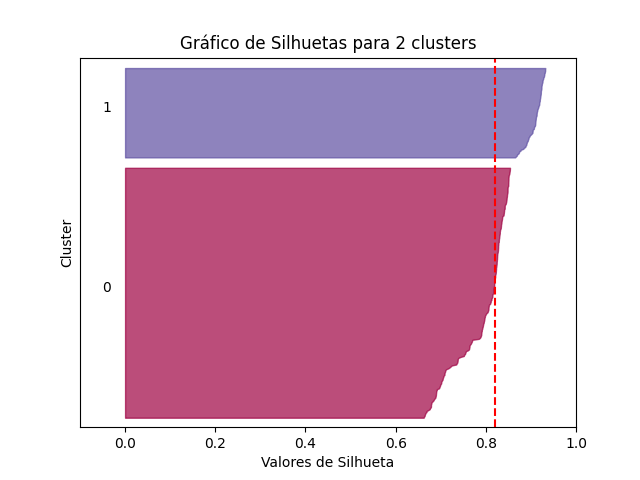 Gráfico de Silhuetas para 2 clusters
1
0
Cluster
0.0 0.2 0.4 0.6 0.8 1.0
Valores de Silhueta